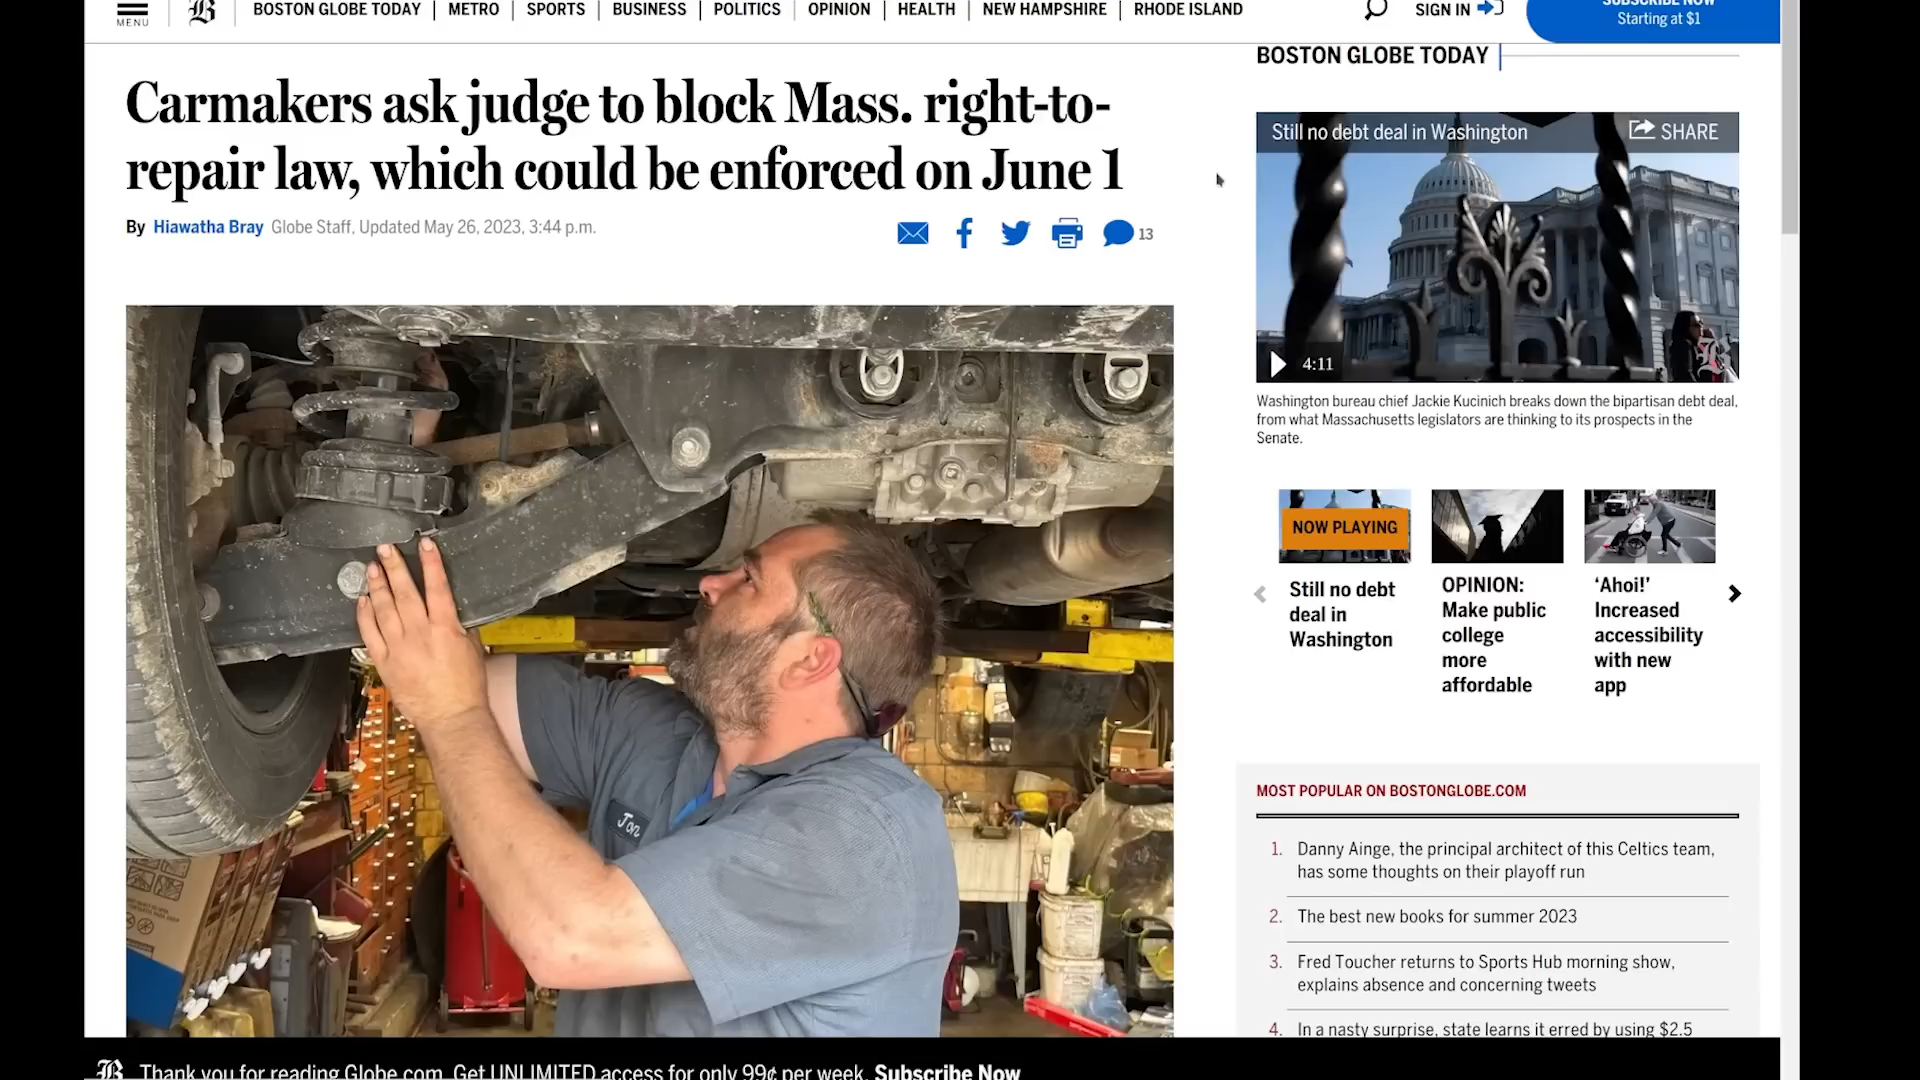 MENU
BOSTON GLOBE TODAY
METRO
SPORTS
BUSINESS
POLITICS
OPINION
HEALTH
NEW HAMPSHIRE
RHODE ISLAND
SIGN IN
SUBSCRIBE NOW
Starting at $1
Carmakers ask judge to block Mass. right-to-
repair law, which could be enforced on June 1
By Hiawatha Bray Globe Staff, Updated May 26, 2023, 3:44 p.m.
13
Jon
BOSTON GLOBE TODAY
Still no debt deal in Washington
SHARE
4:11
Washington bureau chief Jackie Kucinich breaks down the bipartisan debt deal,
from what Massachusetts legislators are thinking to its prospects in the
Senate.
NOW PLAYING
Still no debt
deal in
Washington
OPINION:
Make public
college
more
affordable
‘Ahoi!’
Increased
accessibility
with new
app
MOST POPULAR ON BOSTONGLOBE.COM
1. Danny Ainge, the principal architect of this Celtics team,
has some thoughts on their playoff run
2. The best new books for summer 2023
3. Fred Toucher returns to Sports Hub morning show,
explains absence and concerning tweets
4. In a nasty surprise, state learns it erred by using $2.5
Thank you for reading Globe.com. Get UNLIMITED access for only 99¢ per week. Subscribe Now